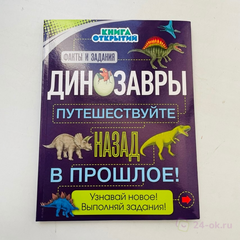 КНИГА
ОТКРЫТИЙ
ФАКТЫ И ЗАДАНИЯ
ДИНОЗАВРЫ
ПУТЕШЕСТВУЙТЕ
НАЗАД
В ПРОШЛОЕ!
Узнавай новое!
Выполняй задания!
24-ok.ru